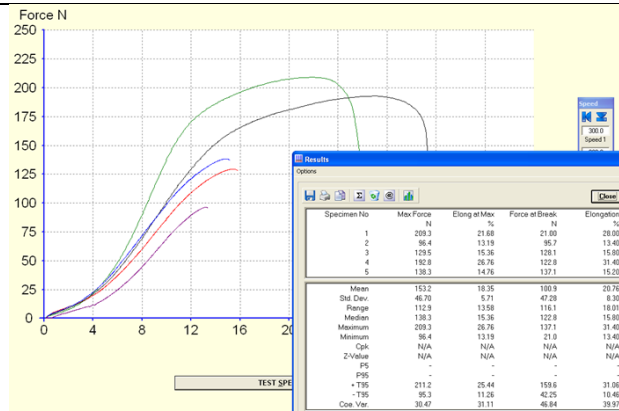 Force N
250
225
200
175
150
125
100
75
50
25
0
0 4 8 12 16 20
Speed
300.0
Speed 1
TEST SPE
Results
Options
Close
Specimen No Max Force Elong at Max Force at Break Elongation
N % N %
1 209.3 21.68 21.00 28.00
2 96.4 13.19 95.7 13.40
3 129.5 15.36 128.1 15.80
4 192.8 26.76 122.8 31.40
5 138.3 14.76 137.1 15.20
Mean 153.2 18.35 100.9 20.76
Std. Dev. 46.70 5.71 47.28 8.30
Range 112.9 13.58 116.1 18.01
Median 138.3 15.36 122.8 15.80
Maximum 209.3 26.76 137.1 31.40
Minimum 96.4 13.19 21.0 13.40
Cpk N/A N/A N/A N/A
Z-Value N/A N/A N/A N/A
P5 - - - -
P95 - - - -
+ T95 211.2 25.44 159.6 31.06
- T95 95.3 11.26 42.25 10.46
Coe. Var. 30.47 31.11 46.84 39.97